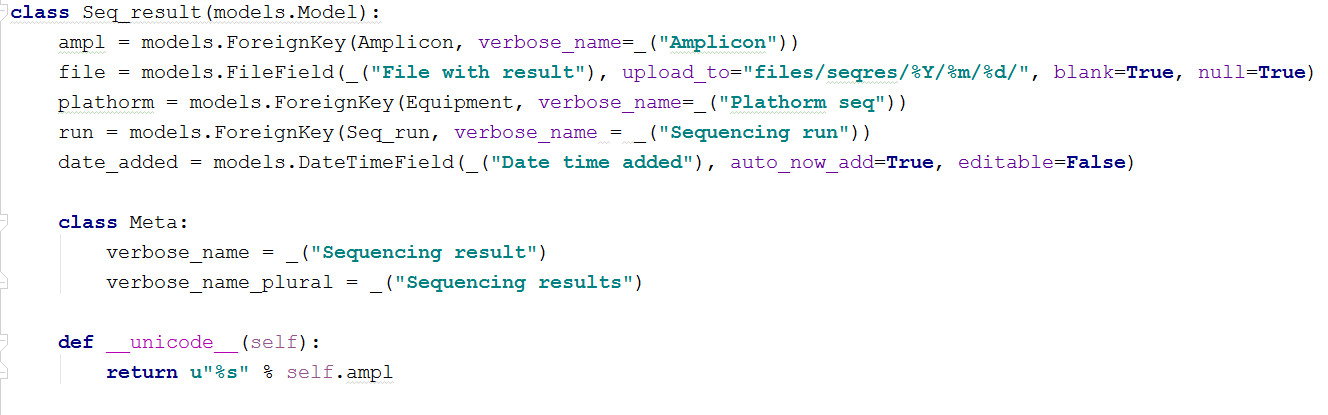 class Seq_result(models.Model):
    ampl = models.ForeignKey(Amplicon, verbose_name=_("Amplicon"))
    file = models.FileField(_("File with result"), upload_to="files/seqres/%Y/%m/%d/", blank=True, null=True)
    plathorm = models.ForeignKey(Equipment, verbose_name=_("Plathorm seq"))
    run = models.ForeignKey(Seq_run, verbose_name = _("Sequencing run"))
    date_added = models.DateTimeField(_("Date time added"), auto_now_add=True, editable=False)

    class Meta:
        verbose_name = _("Sequencing result")
        verbose_name_plural = _("Sequencing results")

    def __unicode__(self):
        return u"%s" % self.ampl